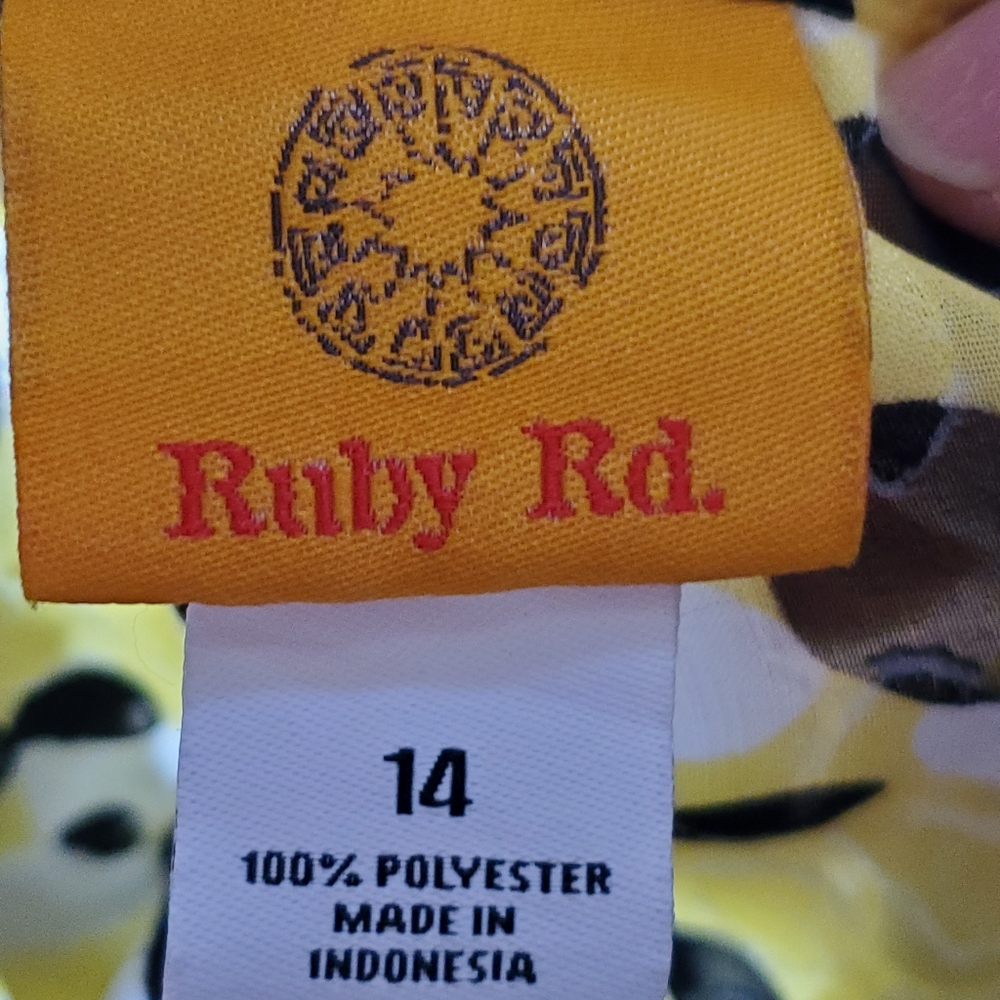 Ruby Rd.
14
100% POLYESTER
MADE IN
INDONESIA